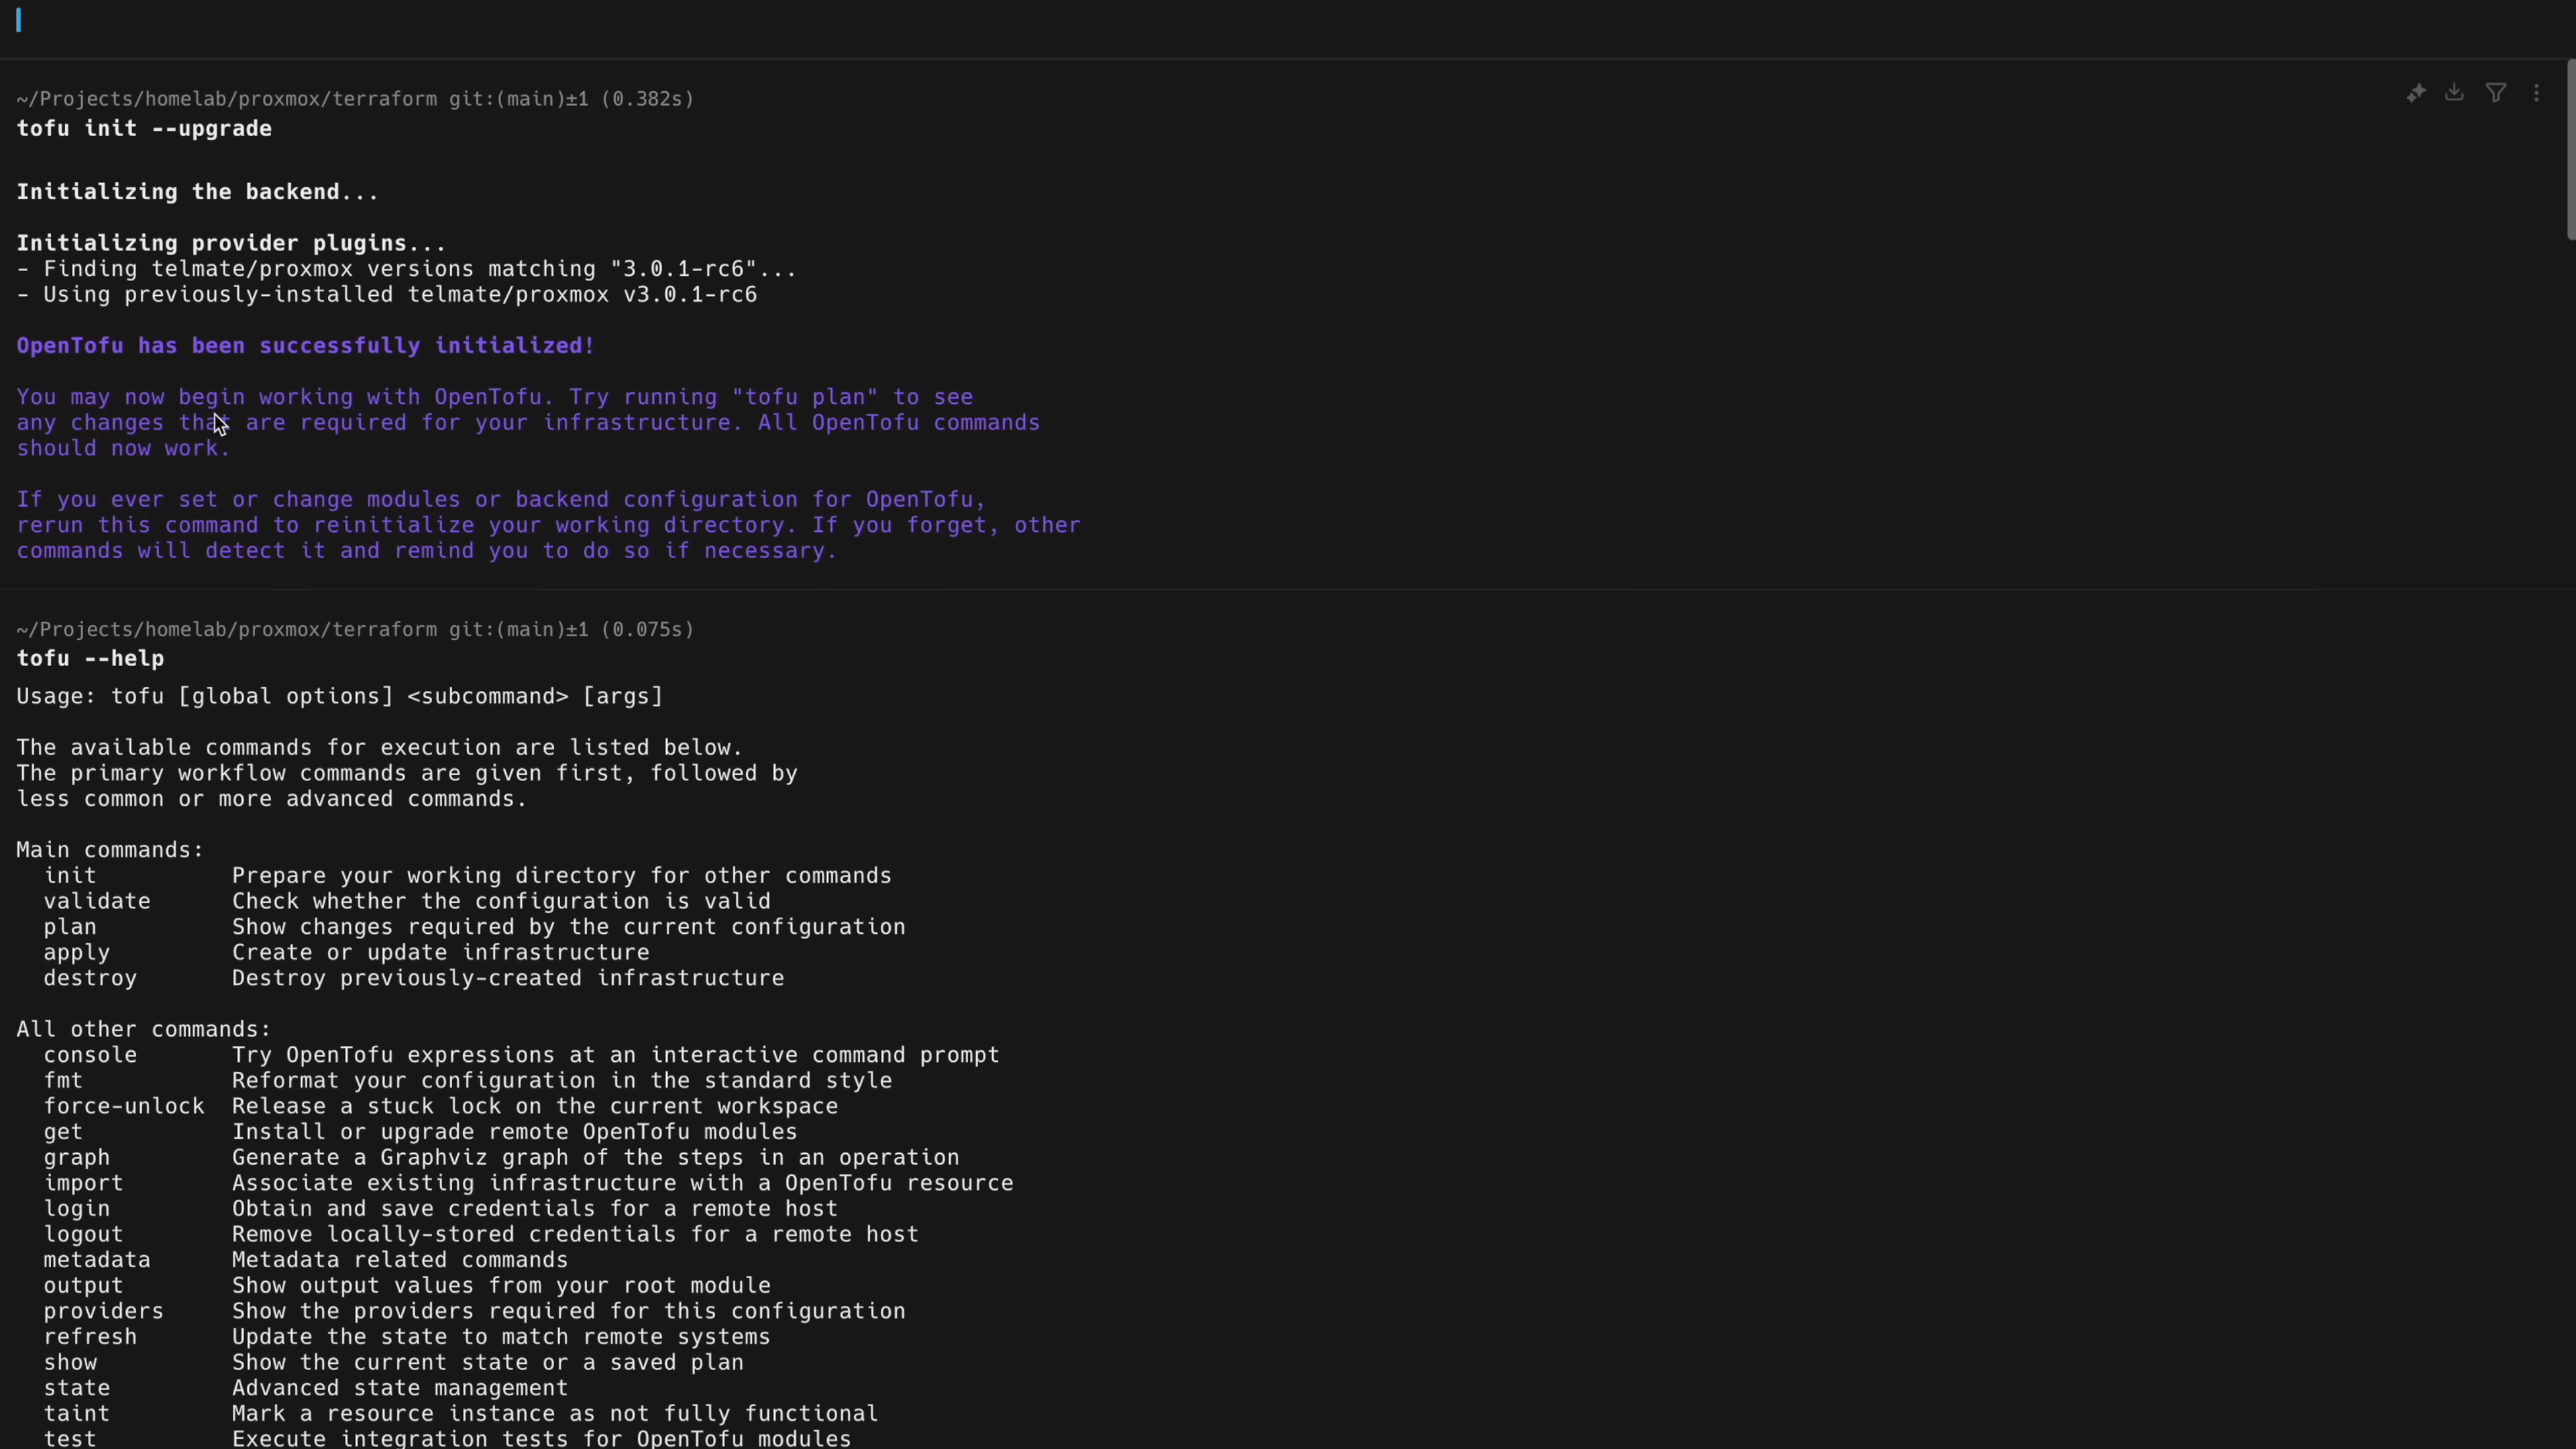 ~/Projects/homelab/proxmox/terraform git:(main)±1 (0.382s)
tofu init --upgrade
Initializing the backend...
Initializing provider plugins...
- Finding telmate/proxmox versions matching "3.0.1-rc6"...
- Using previously-installed telmate/proxmox v3.0.1-rc6
OpenTofu has been successfully initialized!
You may now begin working with OpenTofu. Try running "tofu plan" to see
any changes that are required for your infrastructure. All OpenTofu commands
should now work.
If you ever set or change modules or backend configuration for OpenTofu,
rerun this command to reinitialize your working directory. If you forget, other
commands will detect it and remind you to do so if necessary.
~/Projects/homelab/proxmox/terraform git:(main)±1 (0.075s)
tofu --help
Usage: tofu [global options] <subcommand> [args]
The available commands for execution are listed below.
The primary workflow commands are given first, followed by
less common or more advanced commands.
Main commands:
  init          Prepare your working directory for other commands
  validate      Check whether the configuration is valid
  plan          Show changes required by the current configuration
  apply         Create or update infrastructure
  destroy       Destroy previously-created infrastructure
All other commands:
  console       Try OpenTofu expressions at an interactive command prompt
  fmt           Reformat your configuration in the standard style
  force-unlock  Release a stuck lock on the current workspace
  get           Install or upgrade remote OpenTofu modules
  graph         Generate a Graphviz graph of the steps in an operation
  import        Associate existing infrastructure with a OpenTofu resource
  login         Obtain and save credentials for a remote host
  logout        Remove locally-stored credentials for a remote host
  metadata      Metadata related commands
  output        Show output values from your root module
  providers     Show the providers required for this configuration
  refresh       Update the state to match remote systems
  show          Show the current state or a saved plan
  state         Advanced state management
  taint         Mark a resource instance as not fully functional
  test          Execute integration tests for OpenTofu modules